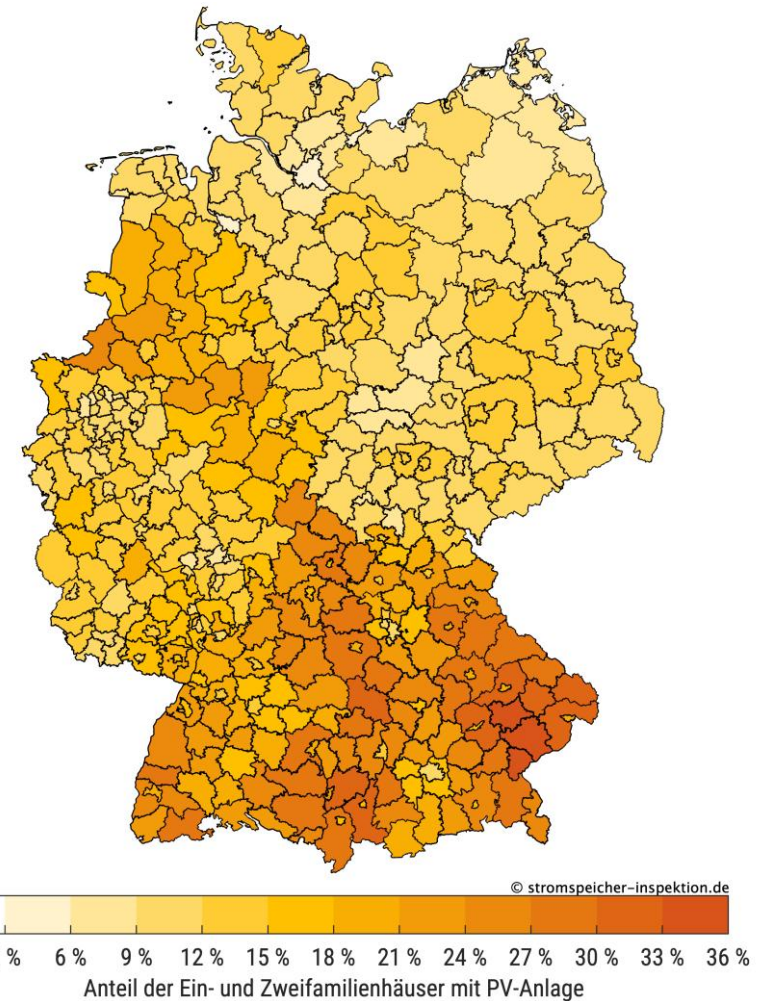 © stromspeicher-inspektion.de
% 6 % 9 % 12 % 15 % 18 % 21 % 24 % 27 % 30 % 33 % 36 %
Anteil der Ein- und Zweifamilienhäuser mit PV-Anlage